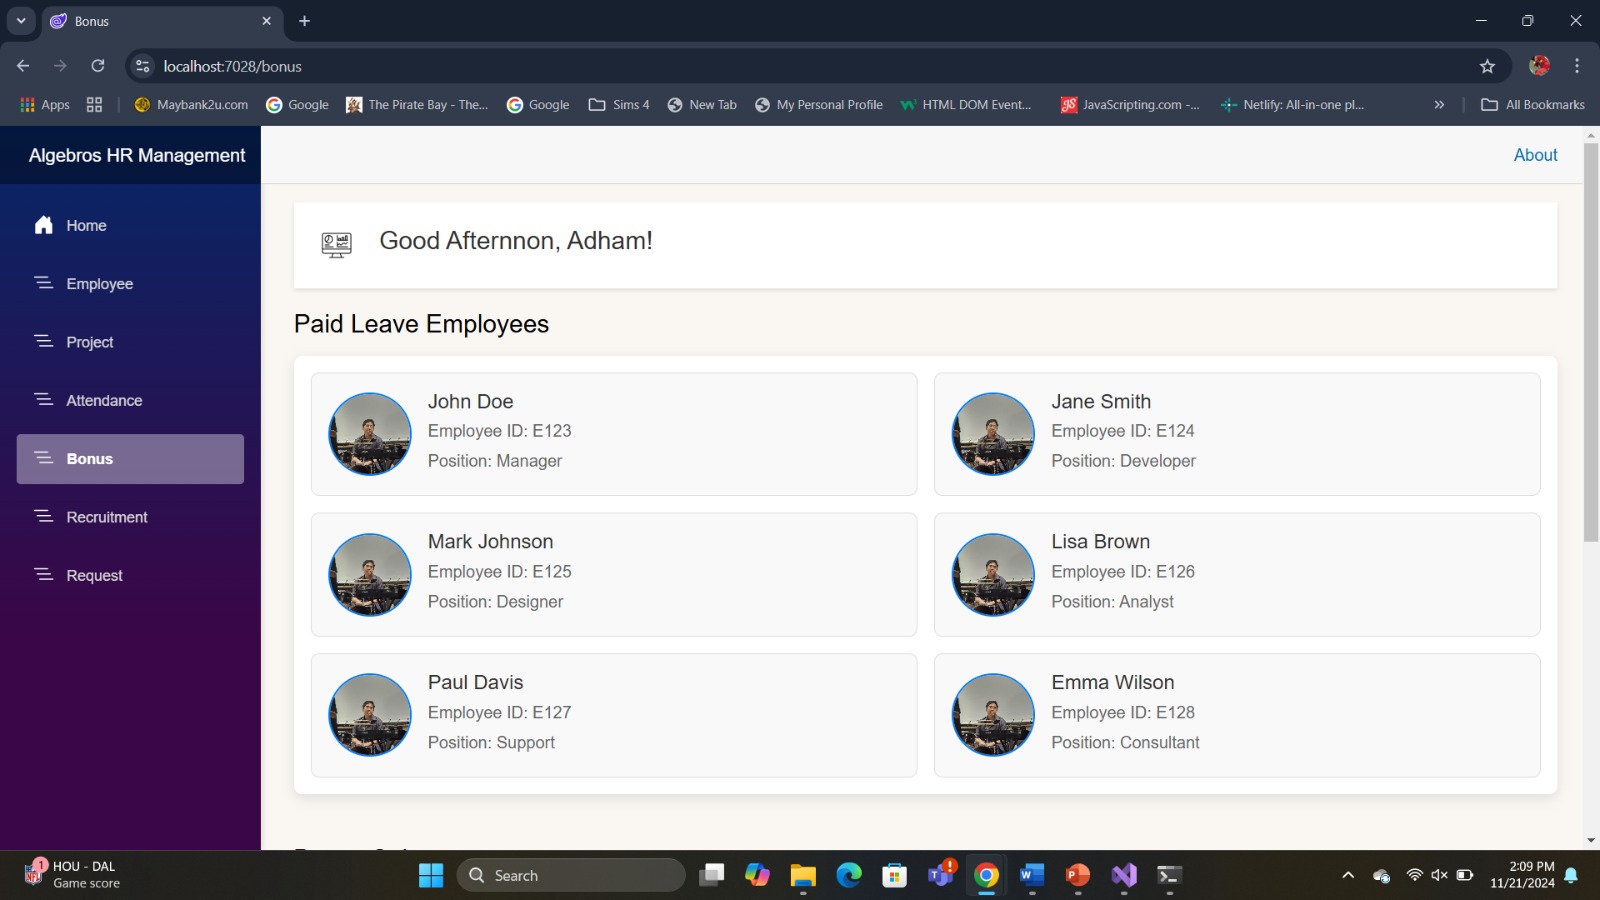 Bonus
localhost:7028/bonus
Apps
Maybank2u.com
Google
The Pirate Bay - The...
Google
Sims 4
New Tab
My Personal Profile
HTML DOM Event...
JavaScripting.com -...
Netlify: All-in-one pl...
All Bookmarks
Algebros HR Management
About
Home
Employee
Project
Attendance
Bonus
Recruitment
Request
Good Afternnon, Adham!
Paid Leave Employees
John Doe
Employee ID: E123
Position: Manager
Jane Smith
Employee ID: E124
Position: Developer
Mark Johnson
Employee ID: E125
Position: Designer
Lisa Brown
Employee ID: E126
Position: Analyst
Paul Davis
Employee ID: E127
Position: Support
Emma Wilson
Employee ID: E128
Position: Consultant
1
HOU - DAL
Game score
Search
2:09 PM
11/21/2024